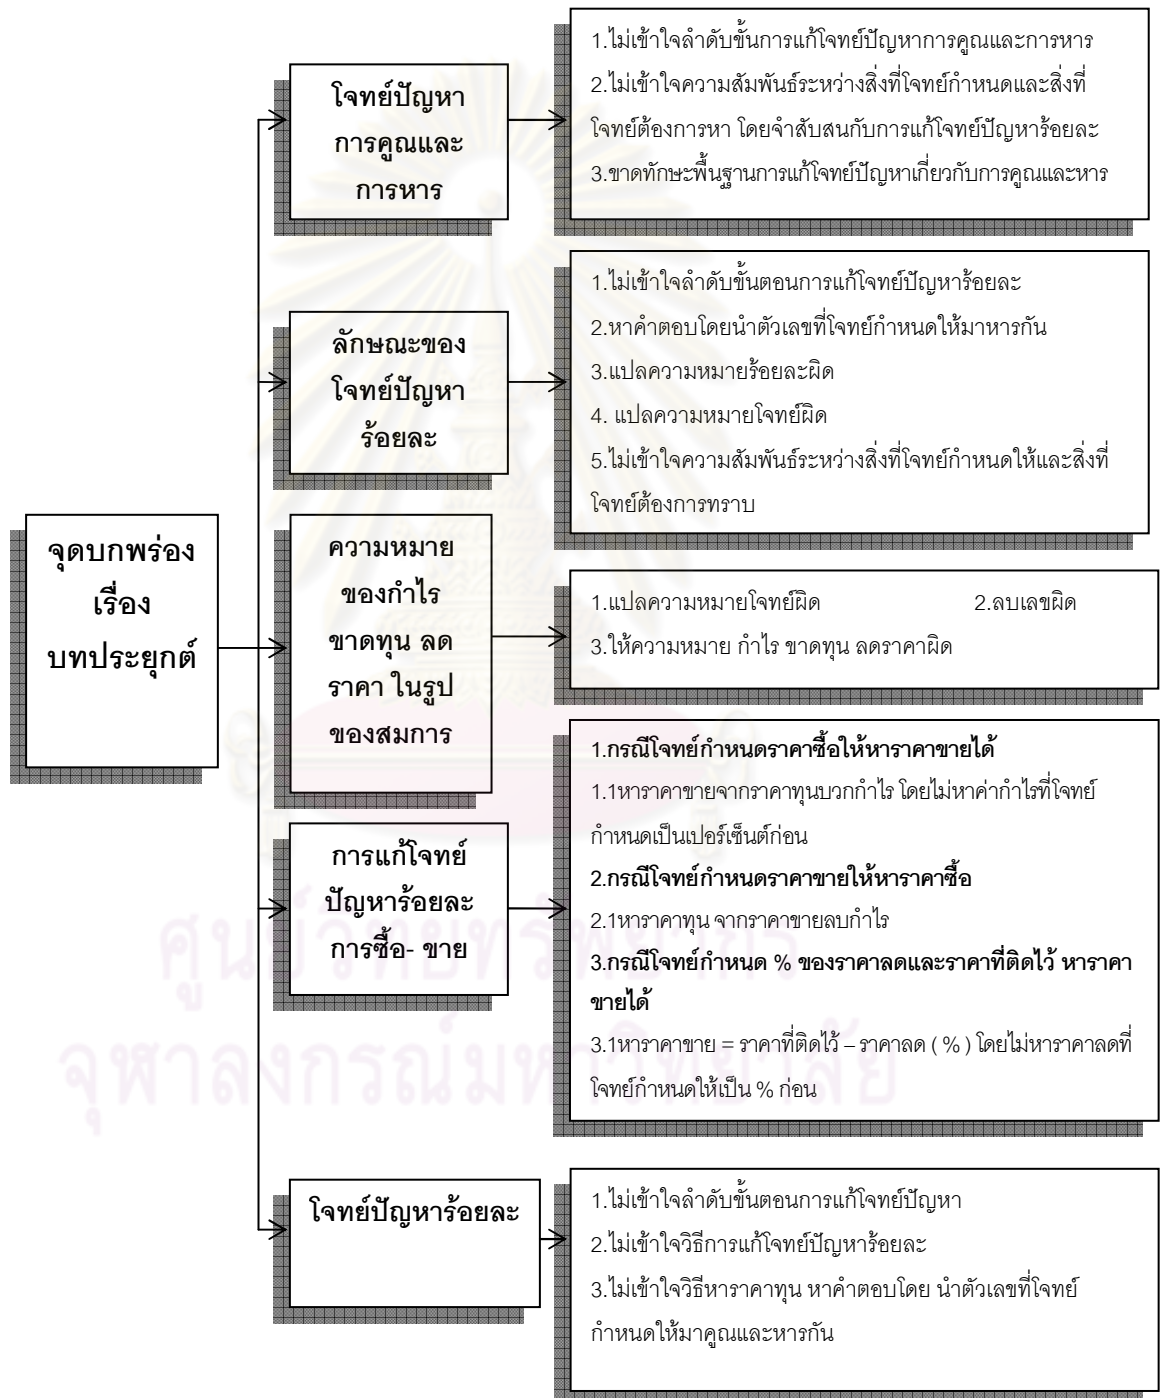 โจทย์ปัญหา
การคูณและ
การหาร
1.ไม่เข้าใจลำดับขั้นการแก้โจทย์ปัญหาการคูณและการหาร
2.ไม่เข้าใจความสัมพันธ์ระหว่างสิ่งที่โจทย์กำหนดและสิ่งที่
โจทย์ต้องการหา โดยจำสับสนกับการแก้โจทย์ปัญหาร้อยละ
3.ขาดทักษะพื้นฐานการแก้โจทย์ปัญหาเกี่ยวกับการคูณและหาร
ลักษณะของ
โจทย์ปัญหา
ร้อยละ
1.ไม่เข้าใจลำดับขั้นตอนการแก้โจทย์ปัญหาร้อยละ
2.หาคำตอบโดยนำตัวเลขที่โจทย์กำหนดให้มาหารกัน
3.แปลความหมายร้อยละผิด
4. แปลความหมายโจทย์ผิด
5.ไม่เข้าใจความสัมพันธ์ระหว่างสิ่งที่โจทย์กำหนดให้และสิ่งที่
โจทย์ต้องการทราบ
จุดบกพร่อง
เรื่อง
บทประยุกต์
ความหมาย
ของกำไร
ขาดทุน ลด
ราคา ในรูป
ของสมการ
1.แปลความหมายโจทย์ผิด 2.ลบเลขผิด
3.ให้ความหมาย กำไร ขาดทุน ลดราคาผิด
การแก้โจทย์
ปัญหาร้อยละ
การซื้อ- ขาย
1.กรณีโจทย์กำหนดราคาซื้อให้หาราคาขายได้
1.1หาราคาขายจากราคาทุนบวกกำไร โดยไม่หาค่ากำไรที่โจทย์
กำหนดเป็นเปอร์เซ็นต์ก่อน
2.กรณีโจทย์กำหนดราคาขายให้หาราคาซื้อ
2.1หาราคาทุน จากราคาขายลบกำไร
3.กรณีโจทย์กำหนด % ของราคาลดและราคาที่ติดไว้ หาราคา
ขายได้
3.1หาราคาขาย = ราคาที่ติดไว้ – ราคาลด ( % ) โดยไม่หาราคาลดที่
โจทย์กำหนดให้เป็น % ก่อน
โจทย์ปัญหาร้อยละ
1.ไม่เข้าใจลำดับขั้นตอนการแก้โจทย์ปัญหา
2.ไม่เข้าใจวิธีการแก้โจทย์ปัญหาร้อยละ
3.ไม่เข้าใจวิธีหาราคาทุน หาคำตอบโดย นำตัวเลขที่โจทย์
กำหนดให้มาคูณและหารกัน
ศูนย์วิทยทรัพยากร
จุฬาลงกรณ์มหาวิทยาลัย